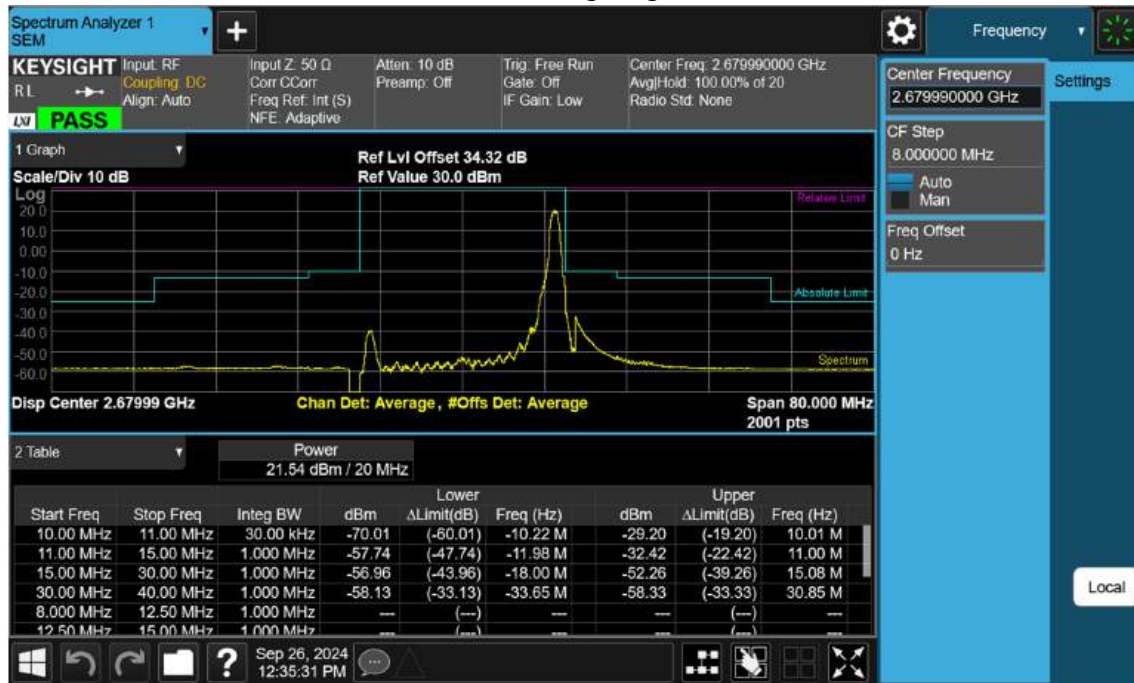 Spectrum Analyzer 1
SEM
Frequency
KEYSIGHT Input: RF Input Z: 50 Ω Atten: 10 dB Trig: Free Run Center Freq: 2.679990000 GHz
R L Coupling: DC Corr CCorr Preamp: Off Gate: Off Avg|Hold: 100.00% of 20
Align: Auto Freq Ref: Int (S) IF Gain: Low Radio Std: None
LXI PASS NFE: Adaptive
Center Frequency
2.679990000 GHz
Settings
CF Step
8.000000 MHz
Auto
Man
Freq Offset
0 Hz
1 Graph
Ref Lvl Offset 34.32 dB
Scale/Div 10 dB Ref Value 30.0 dBm
Log
Relative Limit
20.0
10.0
0.00
-10.0
-20.0
Absolute Limit
-30.0
-40.0
-50.0
Spectrum
-60.0
Disp Center 2.67999 GHz Chan Det: Average, #Offs Det: Average Span 80.000 MHz
2001 pts
2 Table Power
21.54 dBm / 20 MHz
Lower Upper
Start Freq Stop Freq Integ BW dBm ΔLimit(dB) Freq (Hz) dBm ΔLimit(dB) Freq (Hz)
10.00 MHz 11.00 MHz 30.00 kHz -70.01 (-60.01) -10.22 M -29.20 (-19.20) 10.01 M
11.00 MHz 15.00 MHz 1.000 MHz -57.74 (-47.74) -11.98 M -32.42 (-22.42) 11.00 M
15.00 MHz 30.00 MHz 1.000 MHz -56.96 (-43.96) -18.00 M -52.26 (-39.26) 15.08 M
30.00 MHz 40.00 MHz 1.000 MHz -58.13 (-33.13) -33.65 M -58.33 (-33.33) 30.85 M
8.000 MHz 12.50 MHz 1.000 MHz --- (---) --- --- (---) ---
12.50 MHz 15.00 MHz 1.000 MHz --- (---) --- --- (---) ---
Local
? Sep 26, 2024
12:35:31 PM